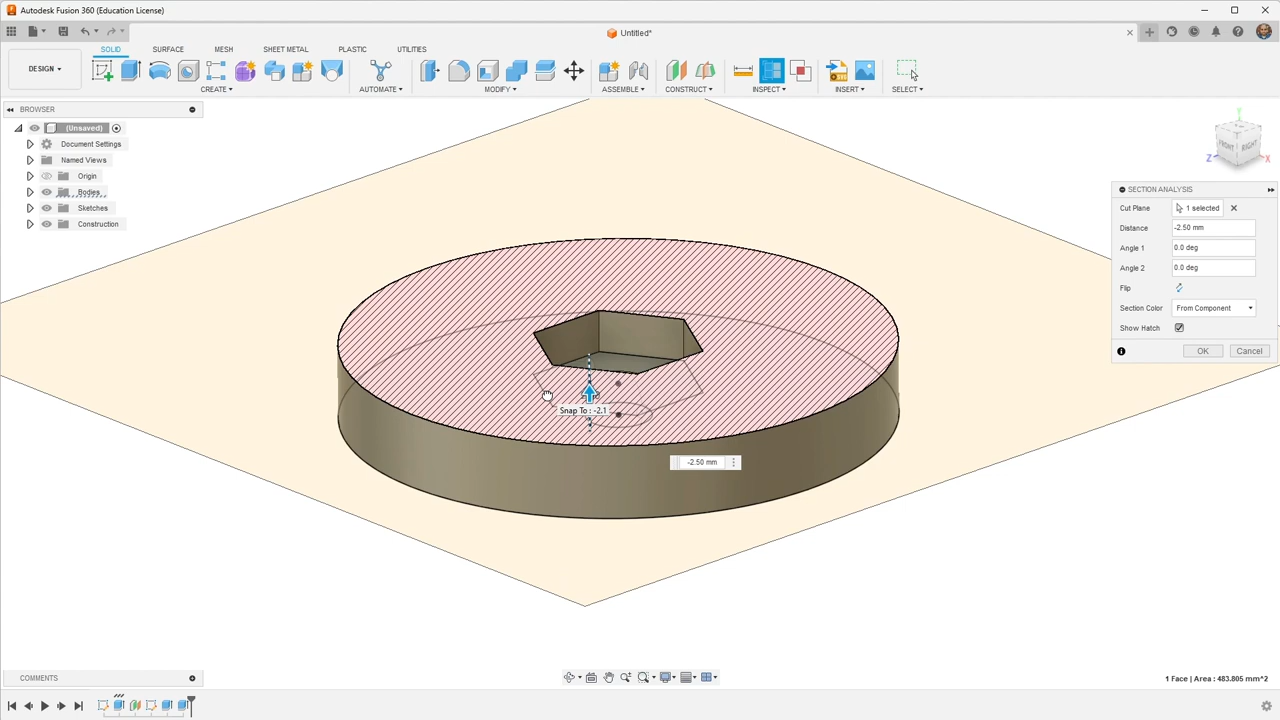 Autodesk Fusion 360 (Education License)
Untitled*
DESIGN
SOLID SURFACE MESH SHEET METAL PLASTIC UTILITIES
CREATE AUTOMATE MODIFY ASSEMBLE CONSTRUCT INSPECT INSERT SELECT
BROWSER
(Unsaved)
Document Settings
Named Views
Origin
Bodies
Sketches
Construction
FRONT RIGHT
Y
Z
X
SECTION ANALYSIS
Cut Plane 1 selected
Distance -2.50 mm
Angle 1 0.0 deg
Angle 2 0.0 deg
Flip
Section Color From Component
Show Hatch
OK Cancel
Snap To : -2.1
-2.50 mm
COMMENTS
1 Face | Area : 483.805 mm^2